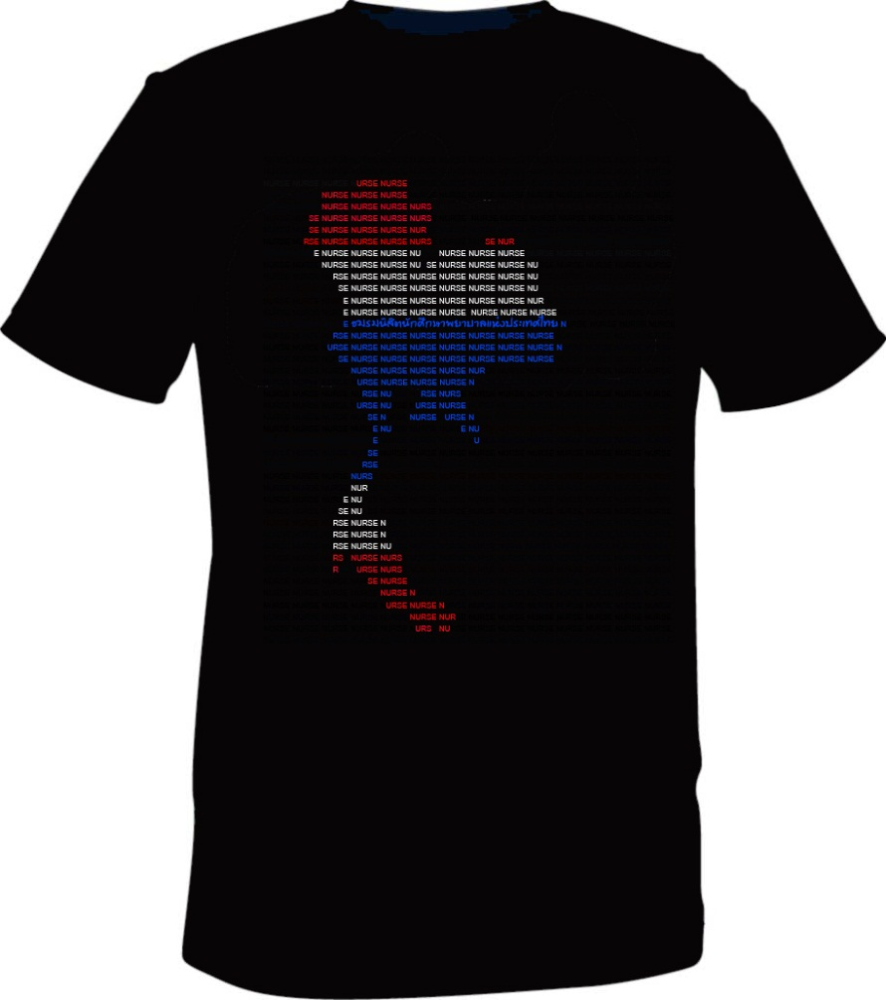 URSE NURSE
NURSE NURSE NURSE
NURSE NURSE NURSE NURS
SE NURSE NURSE NURSE NURS
SE NURSE NURSE NURSE NUR
RSE NURSE NURSE NURSE NURS SE NUR
E NURSE NURSE NURSE NU NURSE NURSE NURSE
NURSE NURSE NURSE NU SE NURSE NURSE NURSE NU
RSE NURSE NURSE NURSE NURSE NURSE NURSE NU
SE NURSE NURSE NURSE NURSE NURSE NURSE NU
E NURSE NURSE NURSE NURSE NURSE NURSE NUR
E NURSE NURSE NURSE NURSE NURSE NURSE NURSE
E ชมรมนิสิตนักศึกษาพยาบาลแห่งประเทศไทย N
RSE NURSE NURSE NURSE NURSE NURSE NURSE NURSE
URSE NURSE NURSE NURSE NURSE NURSE NURSE NURSE N
SE NURSE NURSE NURSE NURSE NURSE NURSE NURSE
NURSE NURSE NURSE NURSE NUR
URSE NURSE NURSE NURSE N
RSE NU RSE NURS
URSE NU URSE NURSE
SE N NURSE URSE N
E NU E NU
E U
SE
RSE
NURS
NUR
E NU
SE NU
RSE NURSE N
RSE NURSE N
RSE NURSE NU
RS NURSE NURS
R URSE NURS
SE NURSE
NURSE N
URSE NURSE N
NURSE NUR
URS NU